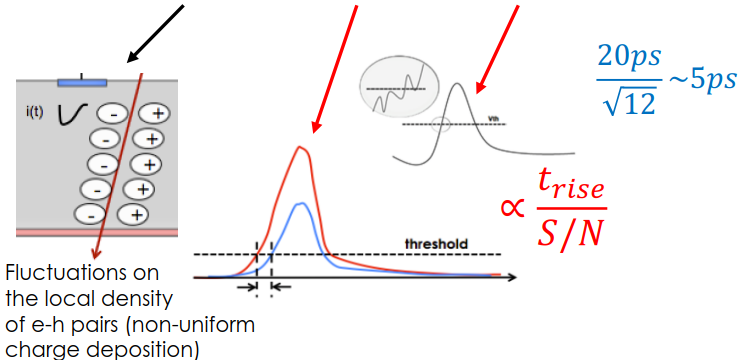 20ps
√12
~5ps
i(t)
-
+
-
+
-
+
-
+
-
+
Vth
∝
t_rise
S/N
threshold
Fluctuations on
the local density
of e-h pairs (non-uniform
charge deposition)